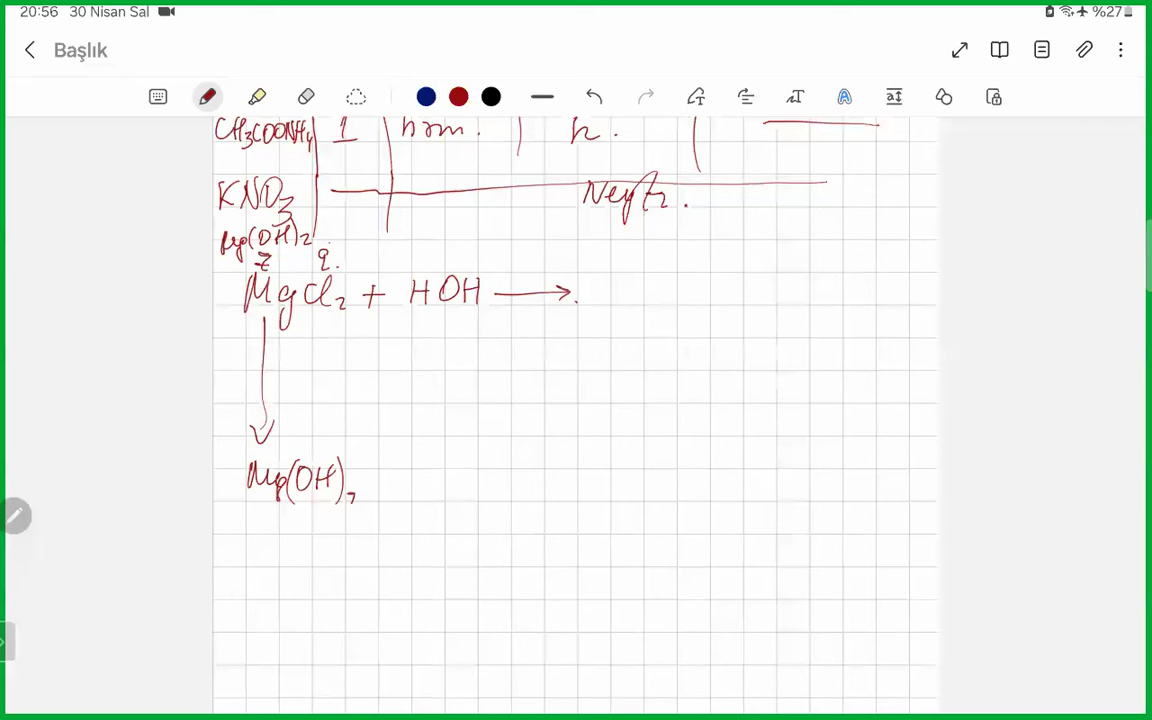 20:56 30 Nisan Sal %27
Başlık
CH₃COONH₄ 1 həm. h.
KNO₃ Neytr.
Mg(OH)₂
z q.
MgCl₂ + HOH ⟶
Mg(OH)₂